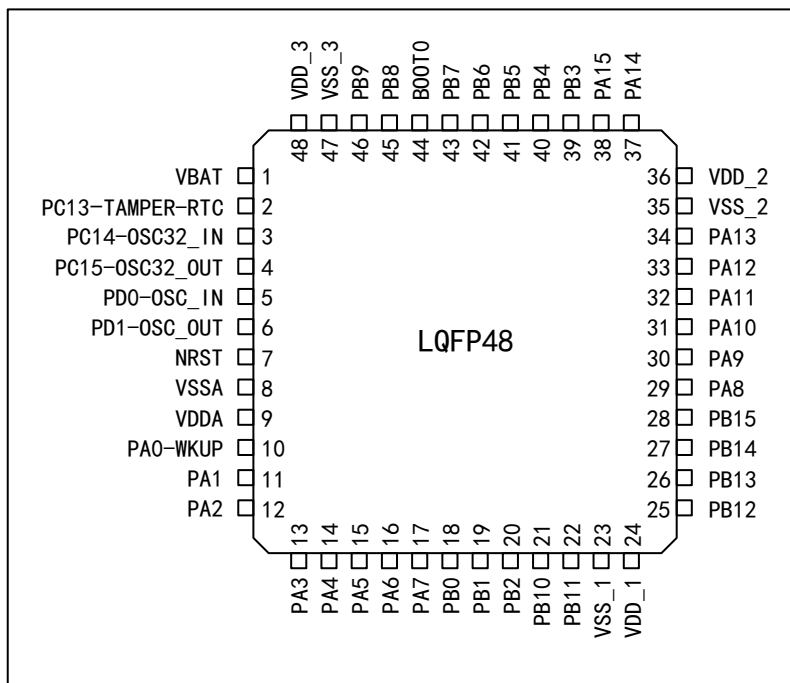 VDD_3 VSS_3 PB9 PB8 BOOT0 PB7 PB6 PB5 PB4 PB3 PA15 PA14
48 47 46 45 44 43 42 41 40 39 38 37
VBAT 1 36 VDD_2
PC13-TAMPER-RTC 2 35 VSS_2
PC14-OSC32_IN 3 34 PA13
PC15-OSC32_OUT 4 33 PA12
PD0-OSC_IN 5 32 PA11
PD1-OSC_OUT 6 31 PA10
LQFP48
NRST 7 30 PA9
VSSA 8 29 PA8
VDDA 9 28 PB15
PA0-WKUP 10 27 PB14
PA1 11 26 PB13
PA2 12 25 PB12
13 14 15 16 17 18 19 20 21 22 23 24
PA3 PA4 PA5 PA6 PA7 PB0 PB1 PB2 PB10 PB11 VSS_1 VDD_1